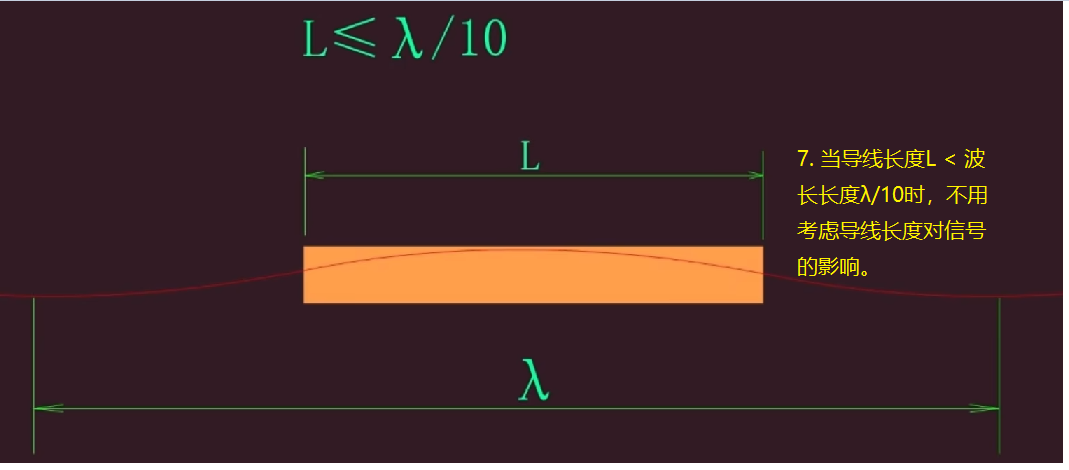 L≤λ/10
L
7. 当导线长度L < 波
长长度λ/10时，不用
考虑导线长度对信号
的影响。
λ